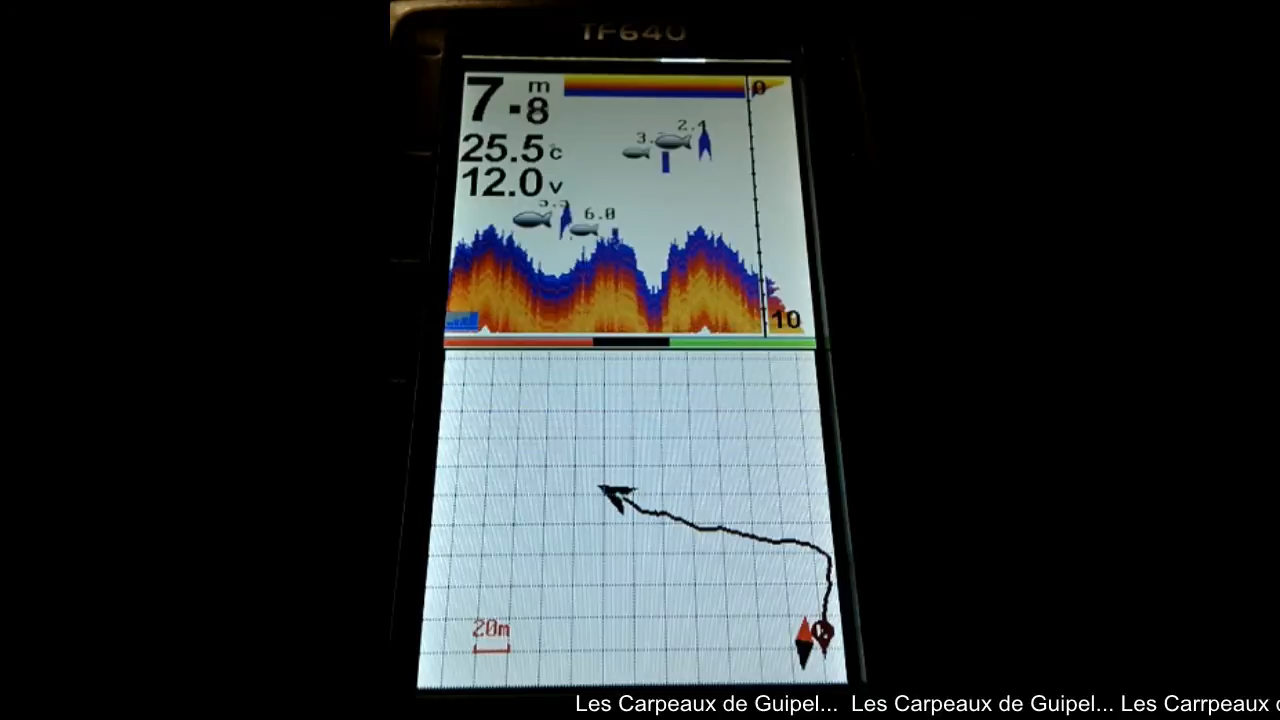 TF640
7.8 m
0
2.4
3.
25.5 c
12.0 v
6.0
10
20m
Les Carpeaux de Guipel... Les Carpeaux de Guipel... Les Carrpeaux